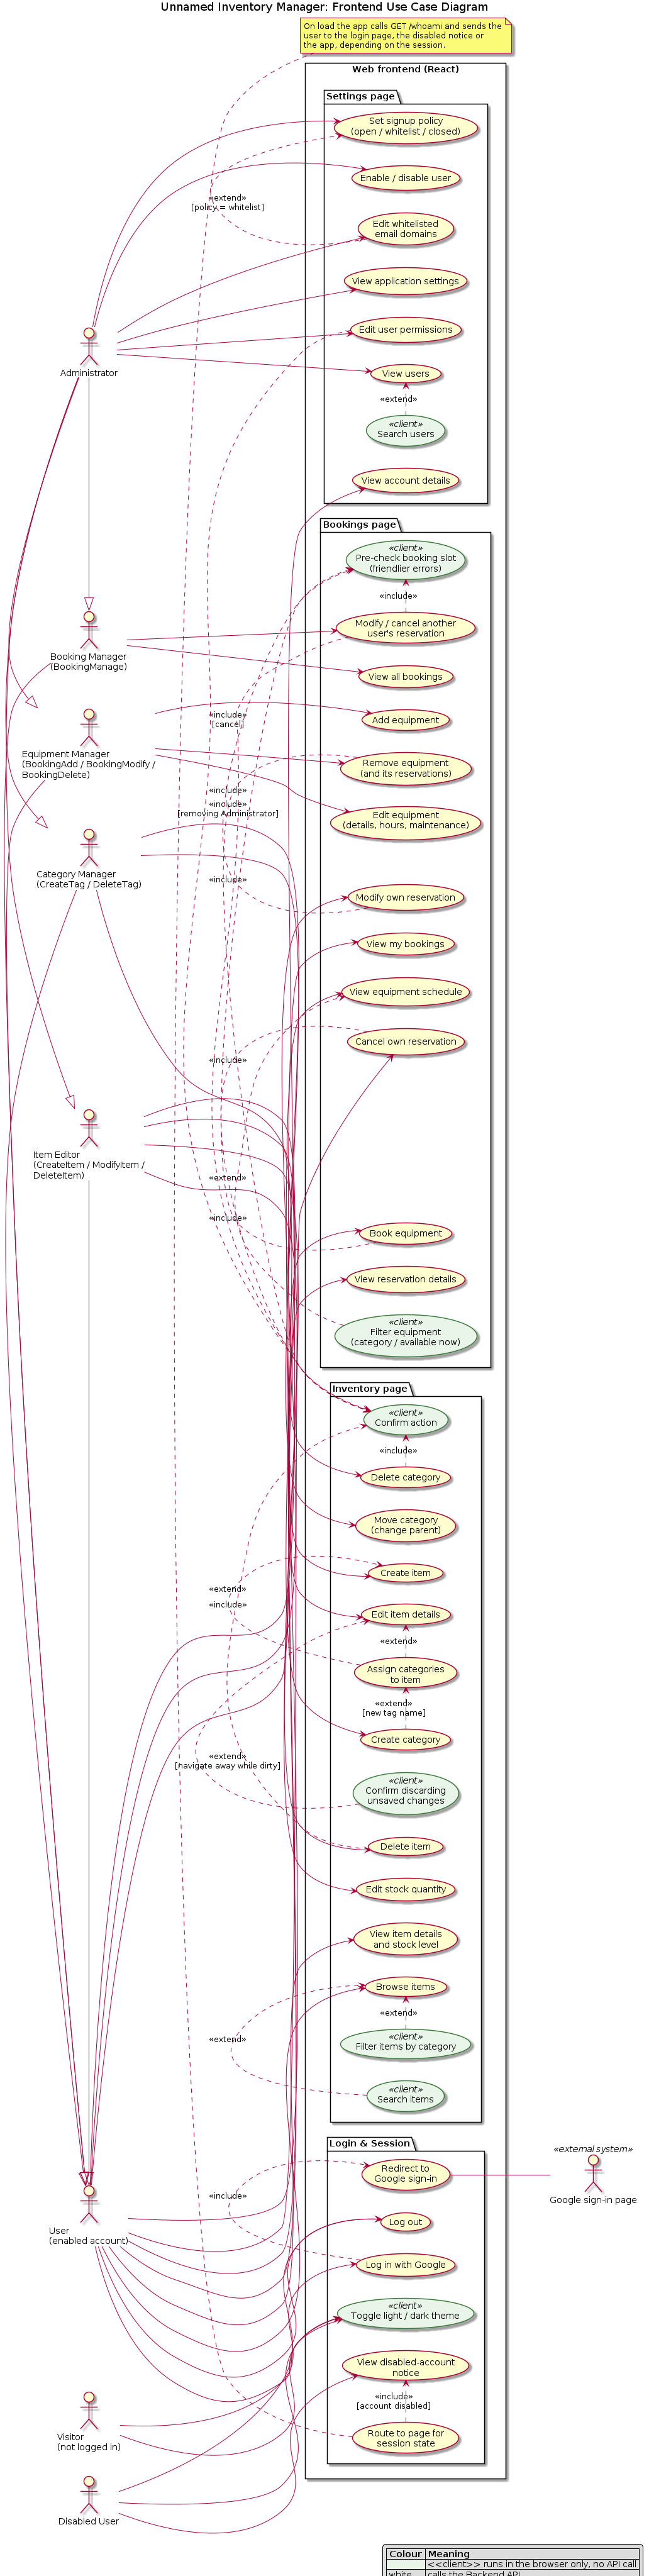 Unnamed Inventory Manager: Frontend Use Case Diagram
On load the app calls GET /whoami and sends the
user to the login page, the disabled notice or
the app, depending on the session.
Web frontend (React)
Settings page
Set signup policy
(open / whitelist / closed)
Enable / disable user
«extend»
[policy = whitelist]
Edit whitelisted
email domains
View application settings
Edit user permissions
Administrator
View users
«extend»
«client»
Search users
View account details
Bookings page
«client»
Pre-check booking slot
(friendlier errors)
«include»
Modify / cancel another
user's reservation
Booking Manager
(BookingManage)
View all bookings
«include»
[cancel]
Add equipment
Equipment Manager
(BookingAdd / BookingModify /
BookingDelete)
Remove equipment
(and its reservations)
«include»
«include»
[removing Administrator]
Edit equipment
(details, hours, maintenance)
Category Manager
(CreateTag / DeleteTag)
«include»
Modify own reservation
View my bookings
View equipment schedule
Cancel own reservation
«include»
Item Editor
(CreateItem / ModifyItem /
DeleteItem)
«extend»
«include»
Book equipment
View reservation details
«client»
Filter equipment
(category / available now)
Inventory page
«client»
Confirm action
«include»
Delete category
Move category
(change parent)
Create item
«extend»
«include»
Edit item details
«extend»
Assign categories
to item
«extend»
[new tag name]
Create category
«extend»
[navigate away while dirty]
«client»
Confirm discarding
unsaved changes
Delete item
Edit stock quantity
View item details
and stock level
Browse items
«extend»
«extend»
«client»
Filter items by category
«client»
Search items
Login & Session
Redirect to
Google sign-in
«external system»
Google sign-in page
«include»
User
(enabled account)
Log out
Log in with Google
«client»
Toggle light / dark theme
View disabled-account
notice
«include»
[account disabled]
Visitor
(not logged in)
Route to page for
session state
Disabled User
Colour Meaning
<<client>> runs in the browser only, no API call
white calls the Backend API